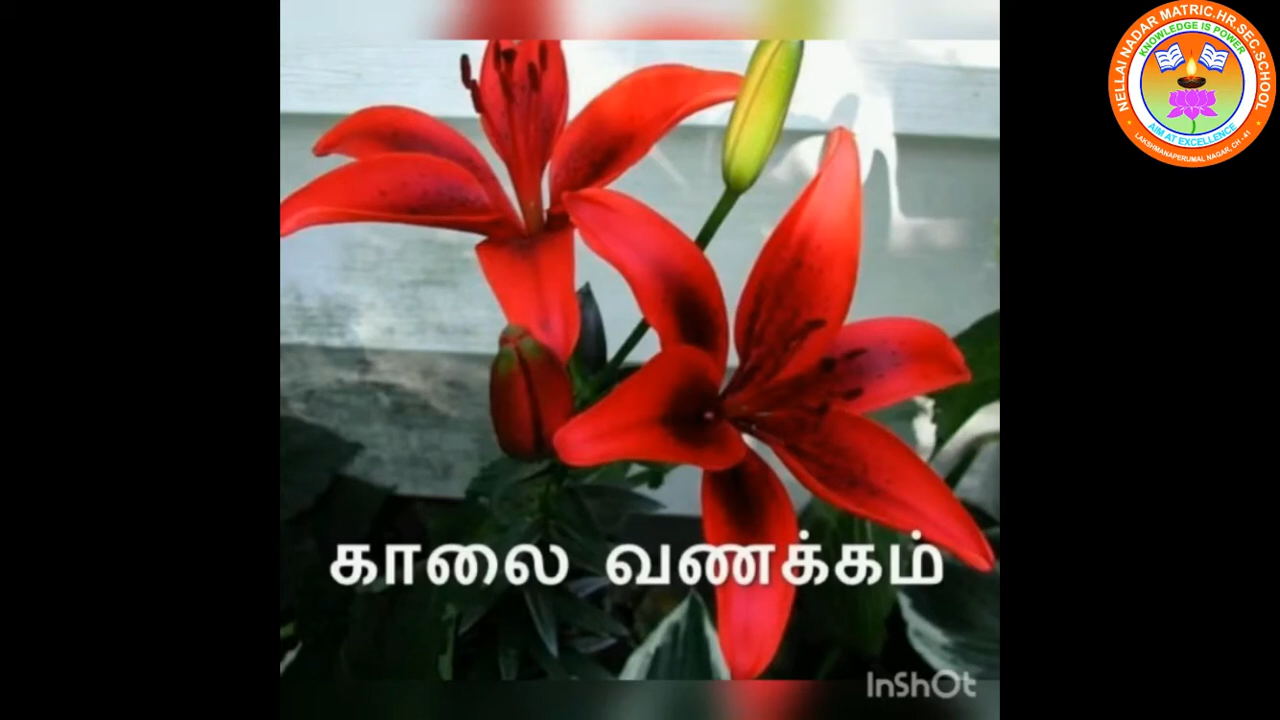 NELLAI NADAR MATRIC.HR.SEC.SCHOOL
KNOWLEDGE IS POWER
AIM AT EXCELLENCE
LAKSHMANAPERUMAL NAGAR, CH - 41
காலை வணக்கம்
InShOt